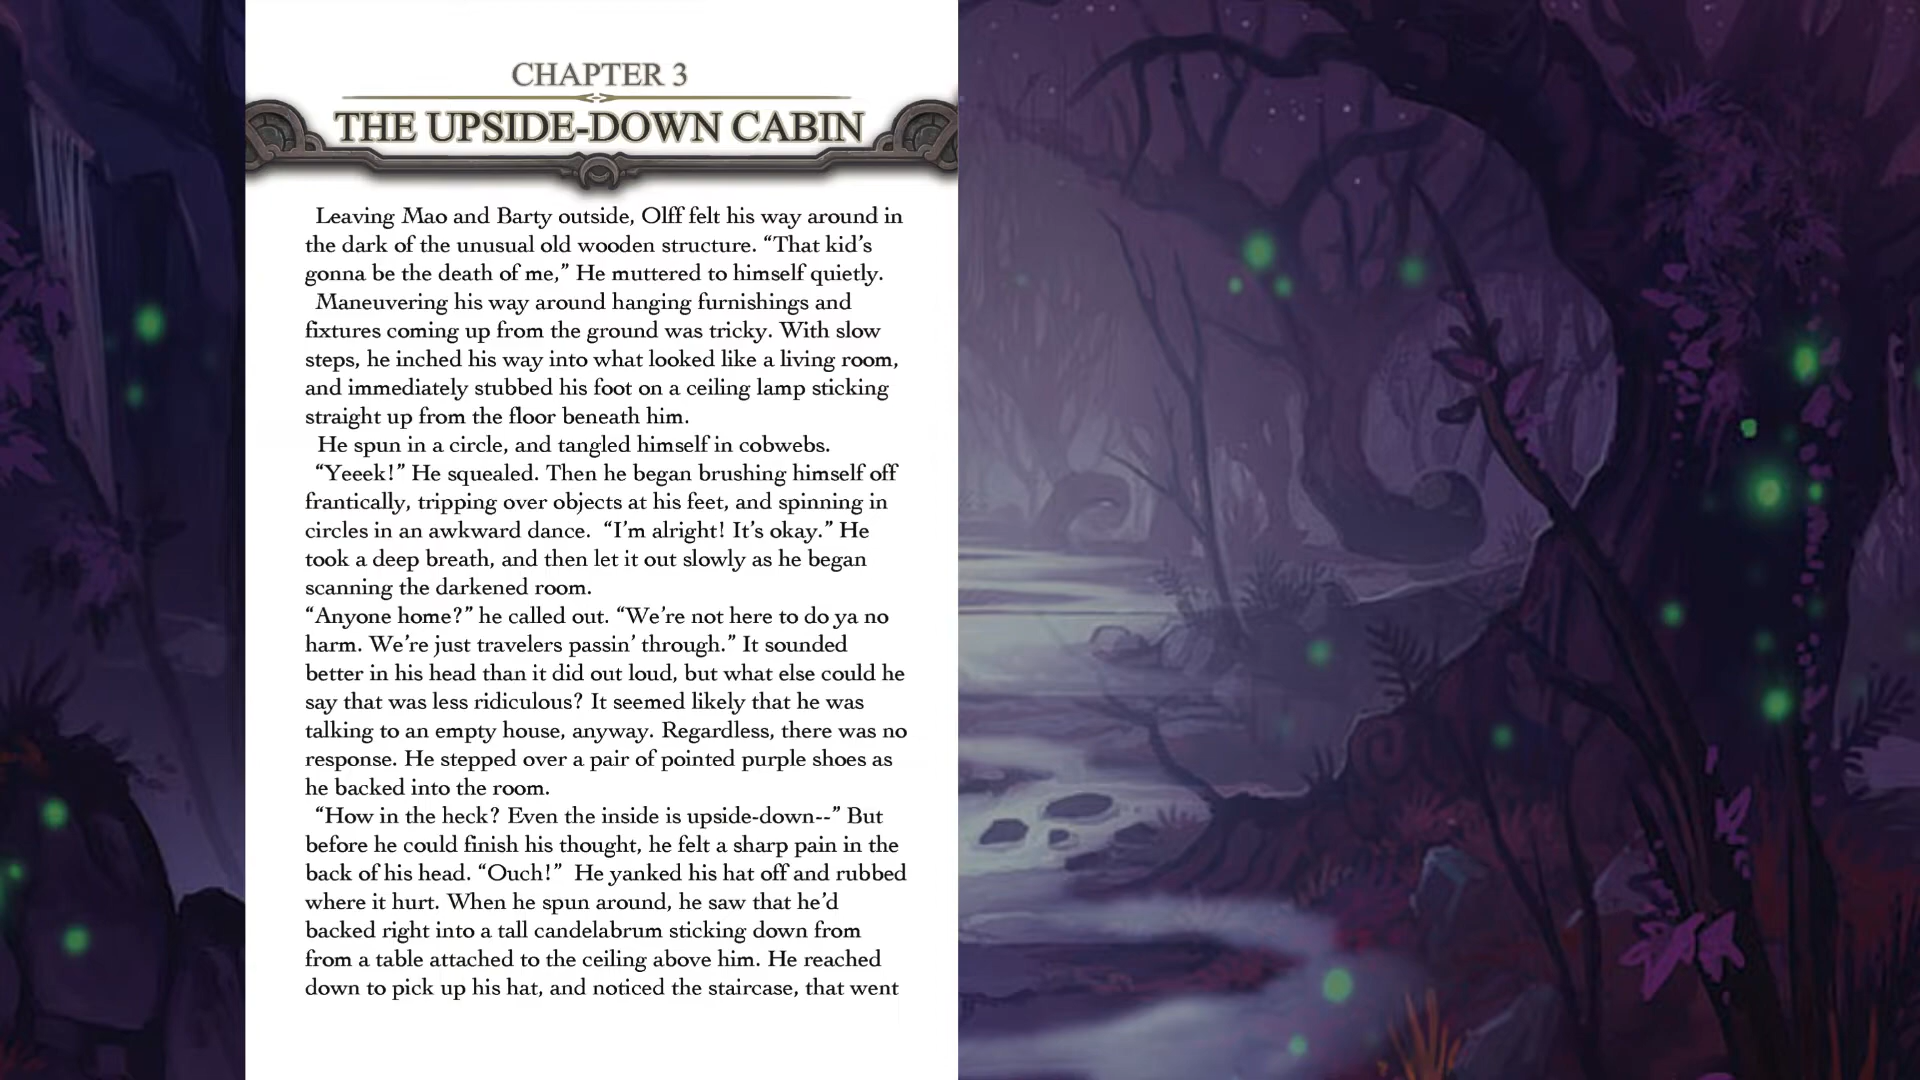 CHAPTER 3
THE UPSIDE-DOWN CABIN
Leaving Mao and Barty outside, Olff felt his way around in
the dark of the unusual old wooden structure. “That kid’s
gonna be the death of me,” He muttered to himself quietly.
Maneuvering his way around hanging furnishings and
fixtures coming up from the ground was tricky. With slow
steps, he inched his way into what looked like a living room,
and immediately stubbed his foot on a ceiling lamp sticking
straight up from the floor beneath him.
He spun in a circle, and tangled himself in cobwebs.
“Yeeek!” He squealed. Then he began brushing himself off
frantically, tripping over objects at his feet, and spinning in
circles in an awkward dance.  “I’m alright! It’s okay.” He
took a deep breath, and then let it out slowly as he began
scanning the darkened room.
“Anyone home?” he called out. “We’re not here to do ya no
harm. We’re just travelers passin’ through.” It sounded
better in his head than it did out loud, but what else could he
say that was less ridiculous? It seemed likely that he was
talking to an empty house, anyway. Regardless, there was no
response. He stepped over a pair of pointed purple shoes as
he backed into the room.
“How in the heck? Even the inside is upside-down--” But
before he could finish his thought, he felt a sharp pain in the
back of his head. “Ouch!”  He yanked his hat off and rubbed
where it hurt. When he spun around, he saw that he’d
backed right into a tall candelabrum sticking down from
from a table attached to the ceiling above him. He reached
down to pick up his hat, and noticed the staircase, that went